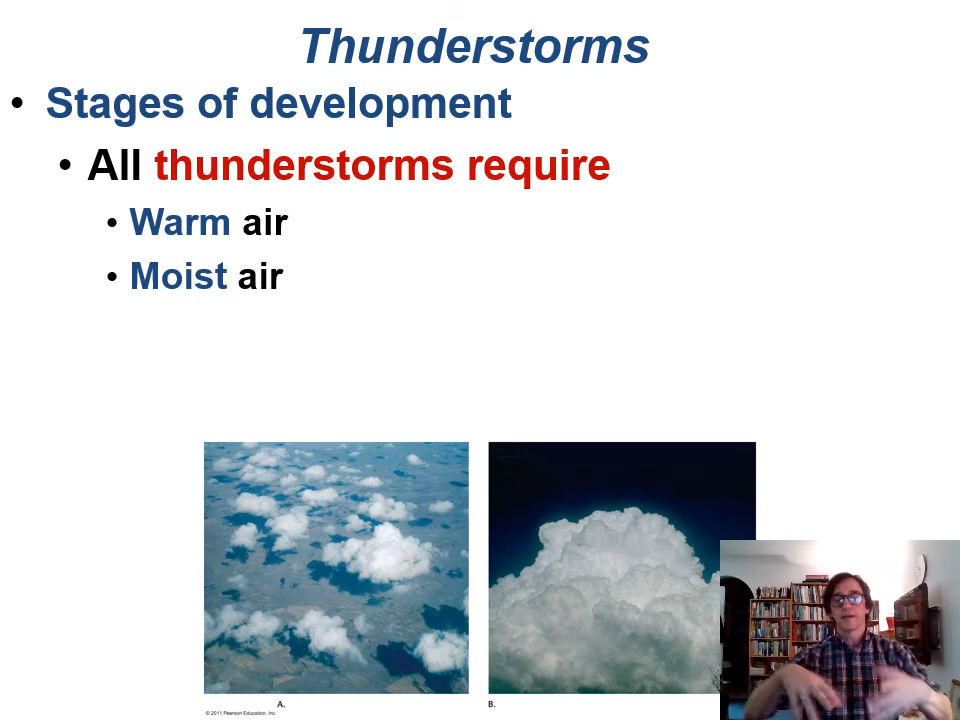 Thunderstorms
• Stages of development
• All thunderstorms require
• Warm air
• Moist air
A.
B.
© 2011 Pearson Education, Inc.